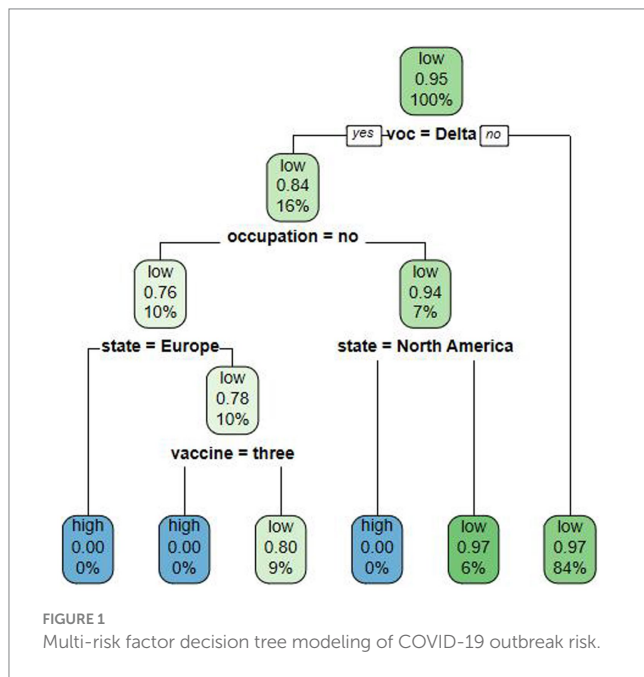 low
0.95
100%
yes voc = Delta no
low
0.84
16%
occupation = no
low
0.76
10%
low
0.94
7%
state = Europe
state = North America
low
0.78
10%
vaccine = three
high
0.00
0%
high
0.00
0%
low
0.80
9%
high
0.00
0%
low
0.97
6%
low
0.97
84%
FIGURE 1
Multi-risk factor decision tree modeling of COVID-19 outbreak risk.